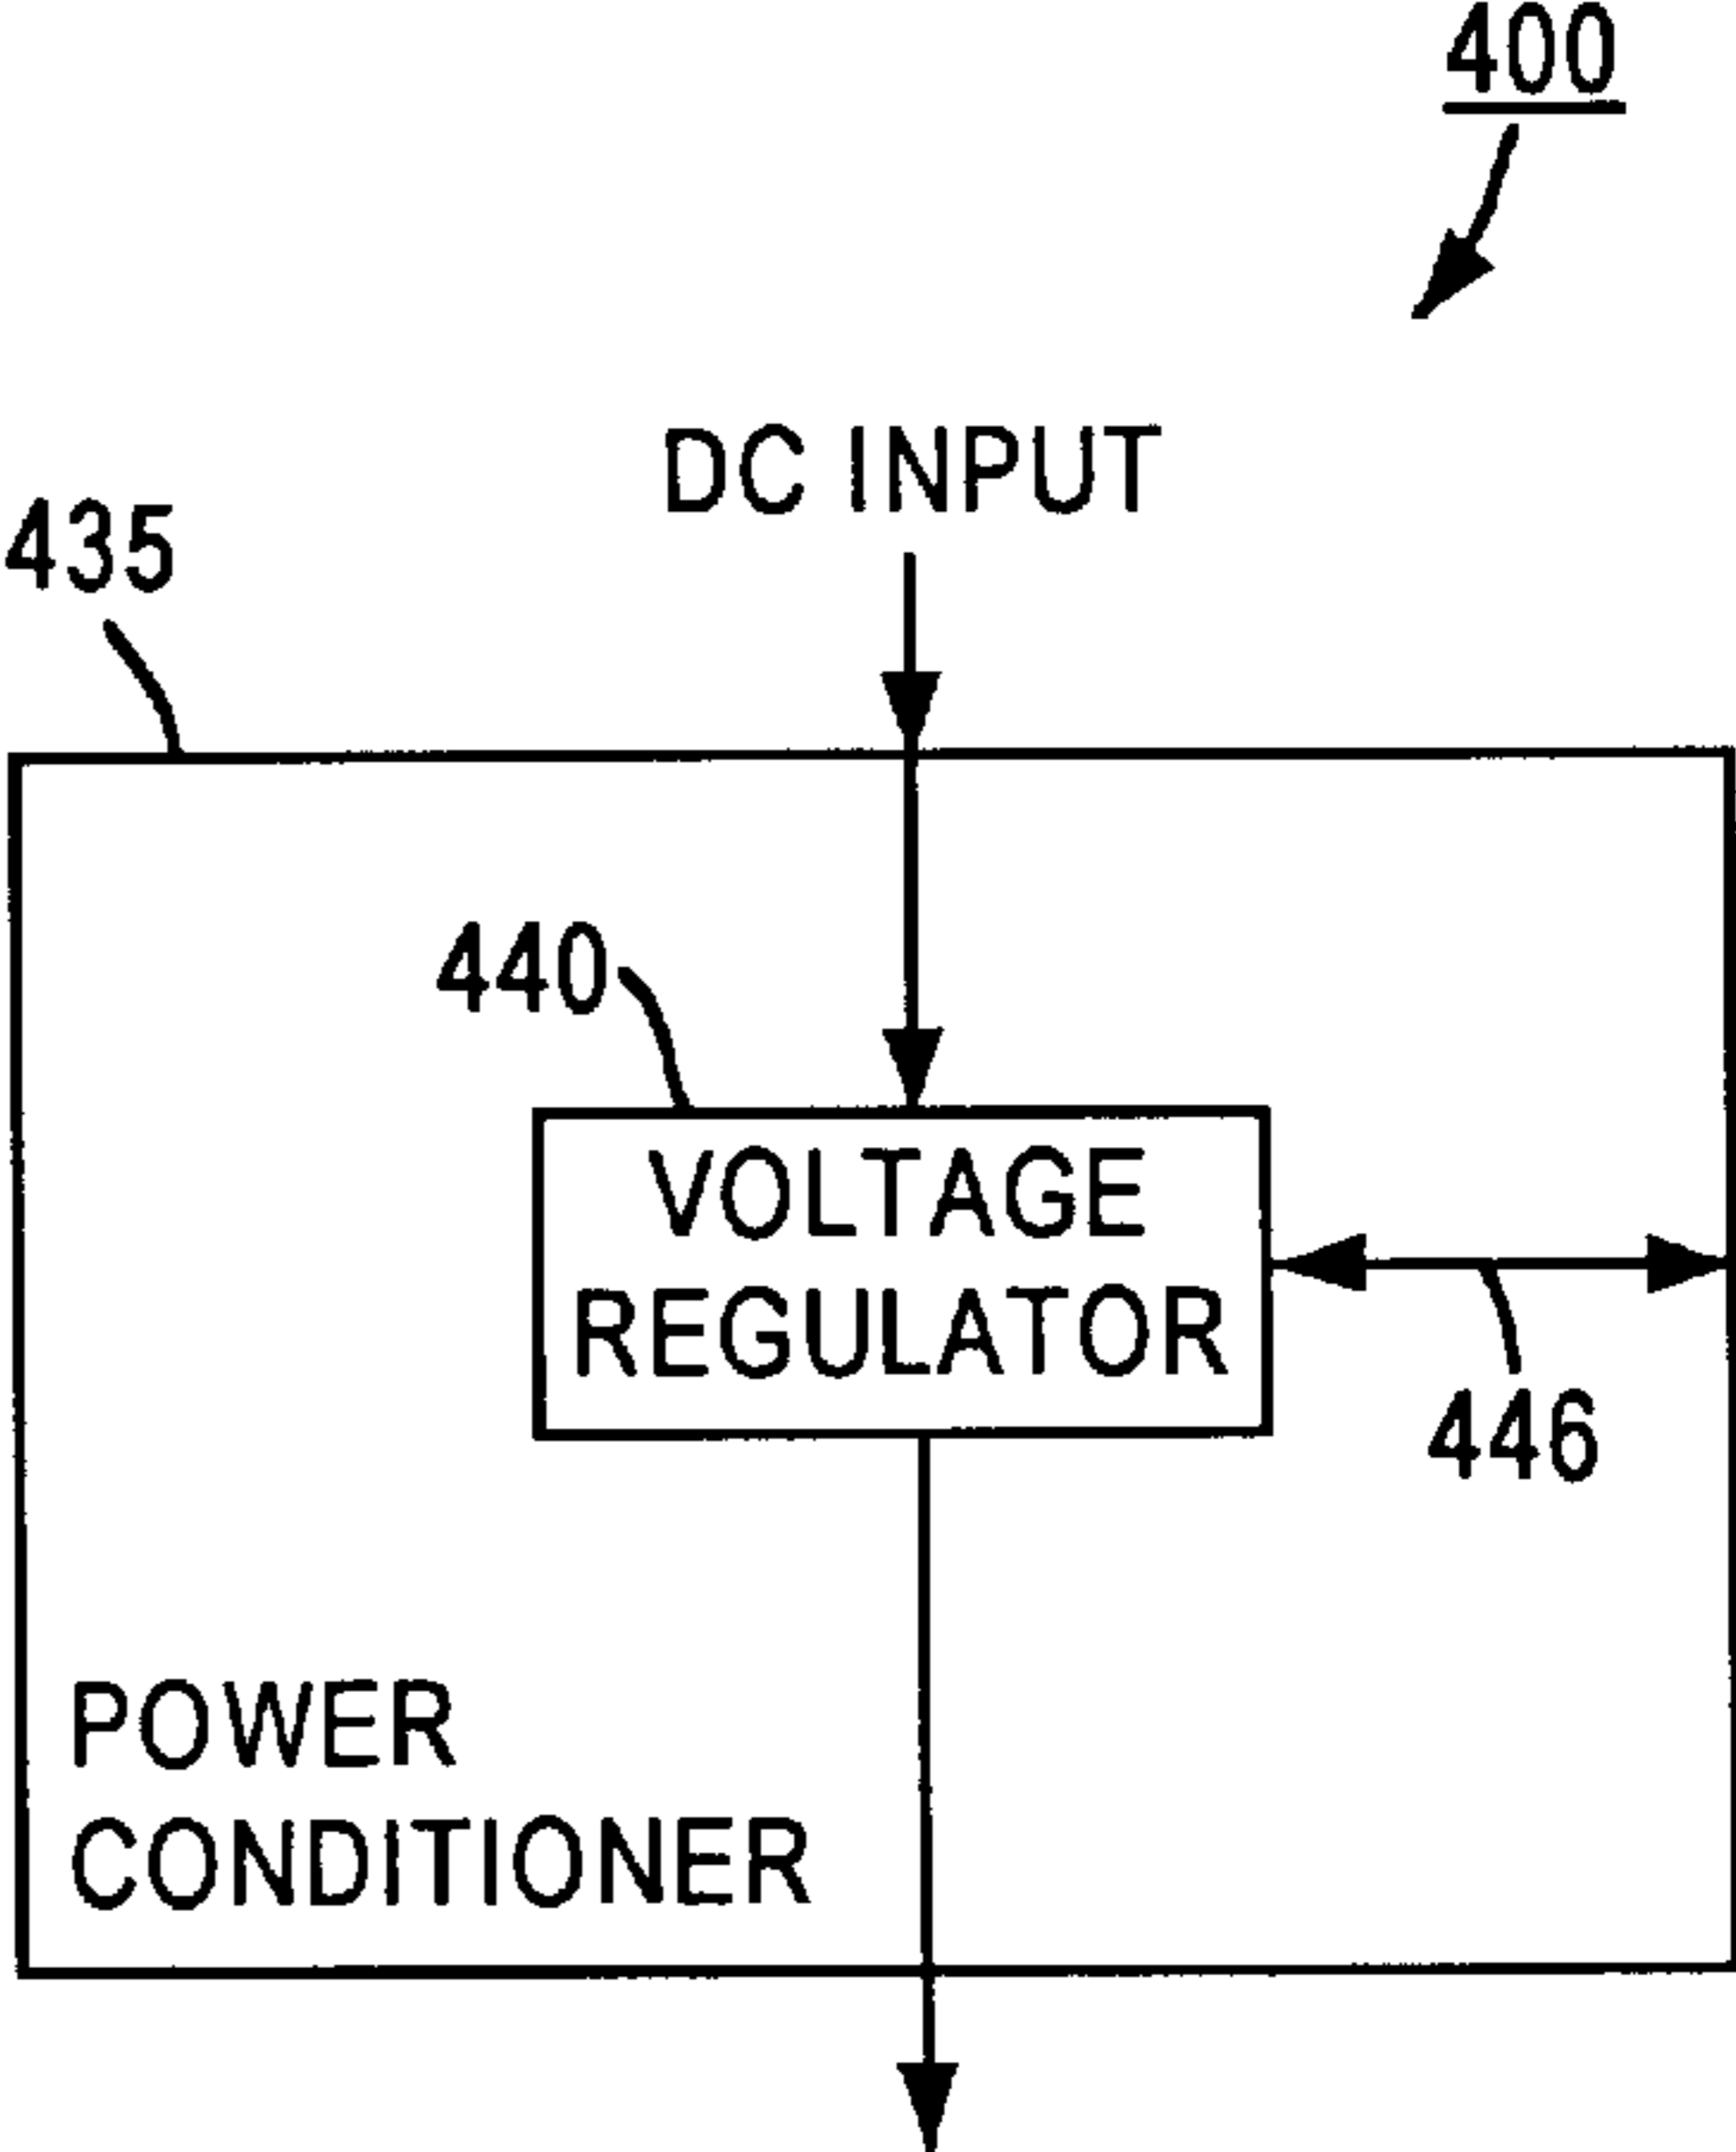 400
DC INPUT
435
440
VOLTAGE
REGULATOR
446
POWER
CONDITIONER